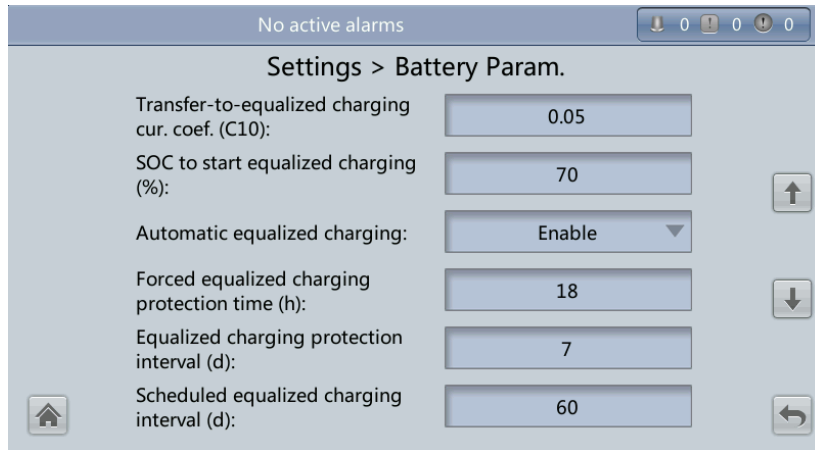 No active alarms
0 0 0
Settings > Battery Param.
Transfer-to-equalized charging
cur. coef. (C10):
0.05
SOC to start equalized charging
(%):
70
Automatic equalized charging:
Enable
Forced equalized charging
protection time (h):
18
Equalized charging protection
interval (d):
7
Scheduled equalized charging
interval (d):
60